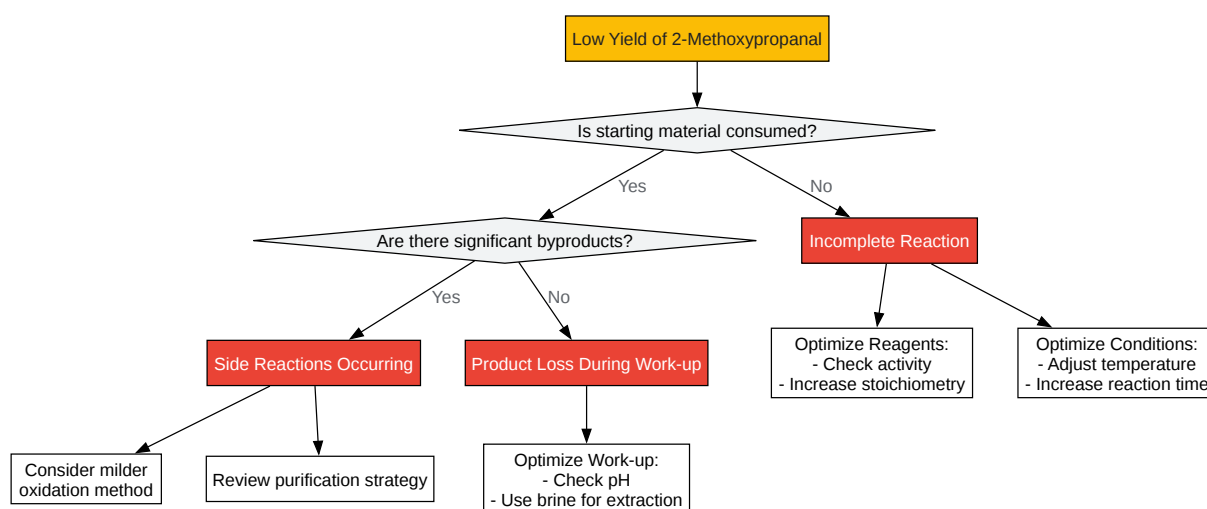 Low Yield of 2-Methoxypropanal
Is starting material consumed?
Yes
No
Are there significant byproducts?
Incomplete Reaction
Yes
No
Optimize Reagents:
- Check activity
- Increase stoichiometry
Optimize Conditions:
- Adjust temperature
- Increase reaction time
Side Reactions Occurring
Product Loss During Work-up
Consider milder
oxidation method
Review purification strategy
Optimize Work-up:
- Check pH
- Use brine for extraction